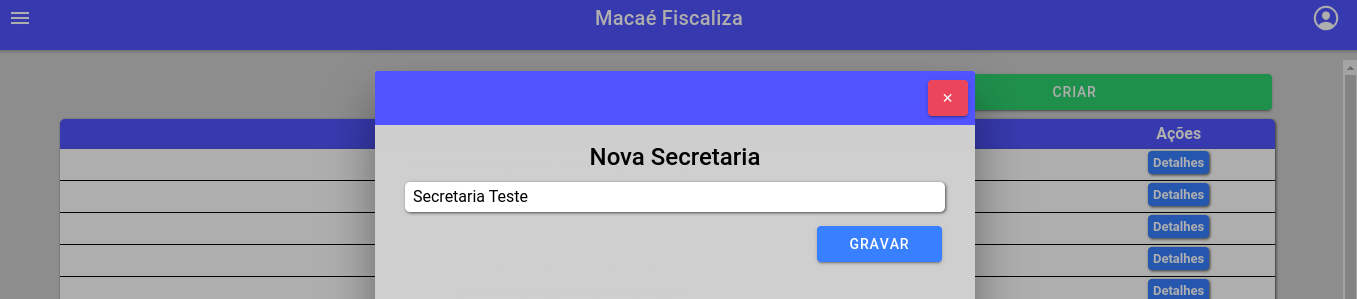 Macaé Fiscaliza
×
CRIAR
Ações
Nova Secretaria
Detalhes
Secretaria Teste
Detalhes
Detalhes
GRAVAR
Detalhes
Detalhes